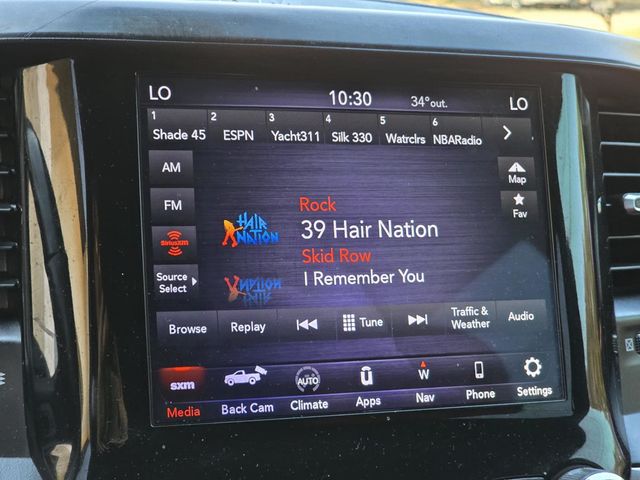 LO 10:30 34° out. LO
1 2 3 4 5 6
Shade 45 ESPN Yacht311 Silk 330 Watrclrs NBARadio
AM
Map
FM
Fav
Rock
HAIR NATION
39 Hair Nation
SiriusXM
Skid Row
I Remember You
Source
Select
Browse Replay Tune Traffic & Weather Audio
sxm AUTO u W
Media Back Cam Climate Apps Nav Phone Settings